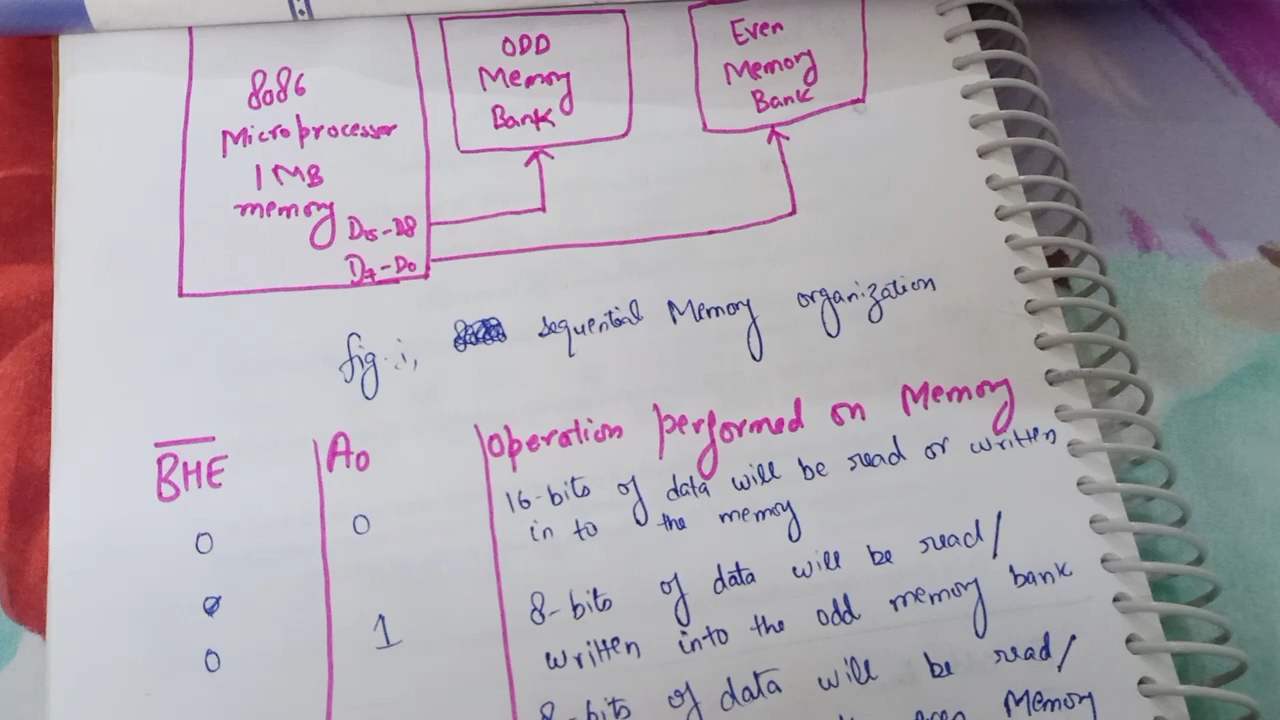 8086
Microprocessor
1 MB
memory
D15-D8
D7-D0
ODD
Memory
Bank
Even
Memory
Bank
fig.i, sequential Memory organization
BHE A0 operation performed on Memory
0 0 16-bits of data will be read or written
in to the memory
0 1 8-bits of data will be read/
written into the odd memory bank
8-bits of data will be read/
even Memory